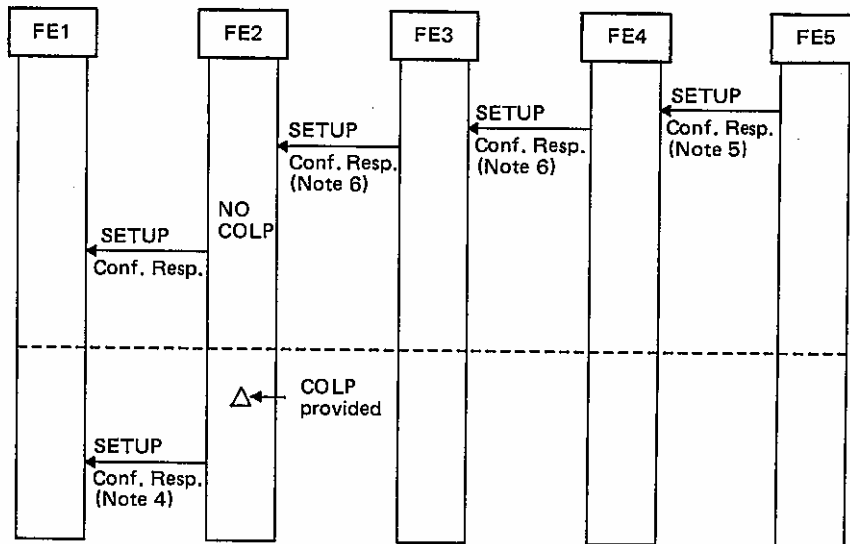 FE1
FE2
FE3
FE4
FE5
SETUP
Conf. Resp.
(Note 5)
SETUP
Conf. Resp.
(Note 6)
SETUP
Conf. Resp.
(Note 6)
NO
COLP
SETUP
Conf. Resp.
COLP
provided
SETUP
Conf. Resp.
(Note 4)